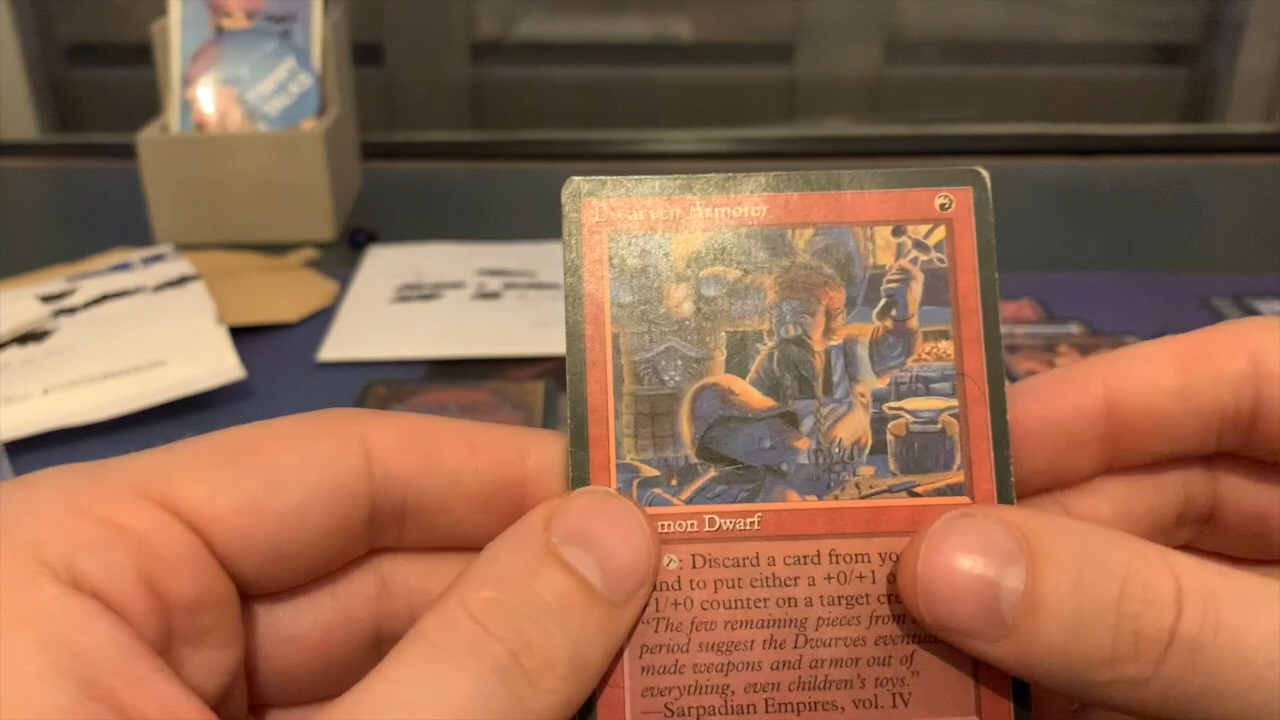 Dwarven Armorer
mon Dwarf
: Discard a card from yo
nd to put either a +0/+1 o
1/+0 counter on a target cre
"The few remaining pieces from
period suggest the Dwarves eventua
made weapons and armor out of
everything, even children's toys."
—Sarpadian Empires, vol. IV